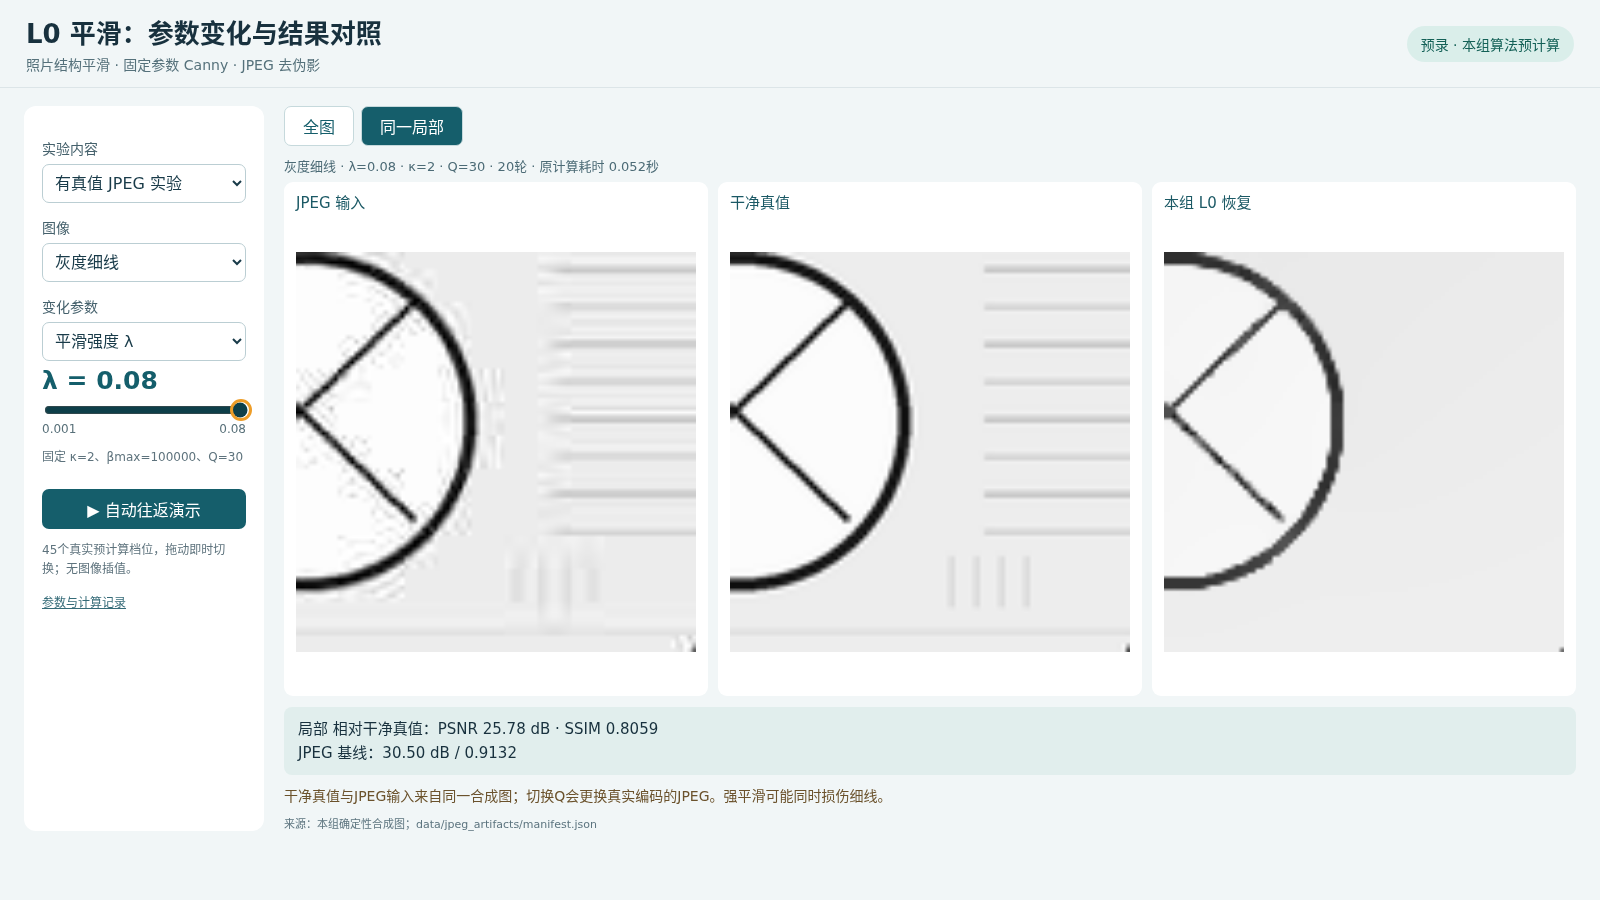 L0 平滑：参数变化与结果对照
照片结构平滑 · 固定参数 Canny · JPEG 去伪影
预录 · 本组算法预计算
实验内容
有真值 JPEG 实验
图像
灰度细线
变化参数
平滑强度 λ
λ = 0.08
0.001 0.08
固定 κ=2、βmax=100000、Q=30
▶ 自动往返演示
45个真实预计算档位，拖动即时切
换；无图像插值。
参数与计算记录
全图 同一局部
灰度细线 · λ=0.08 · κ=2 · Q=30 · 20轮 · 原计算耗时 0.052秒
JPEG 输入
干净真值
本组 L0 恢复
局部 相对干净真值：PSNR 25.78 dB · SSIM 0.8059
JPEG 基线：30.50 dB / 0.9132
干净真值与JPEG输入来自同一合成图；切换Q会更换真实编码的JPEG。强平滑可能同时损伤细线。
来源：本组确定性合成图；data/jpeg_artifacts/manifest.json